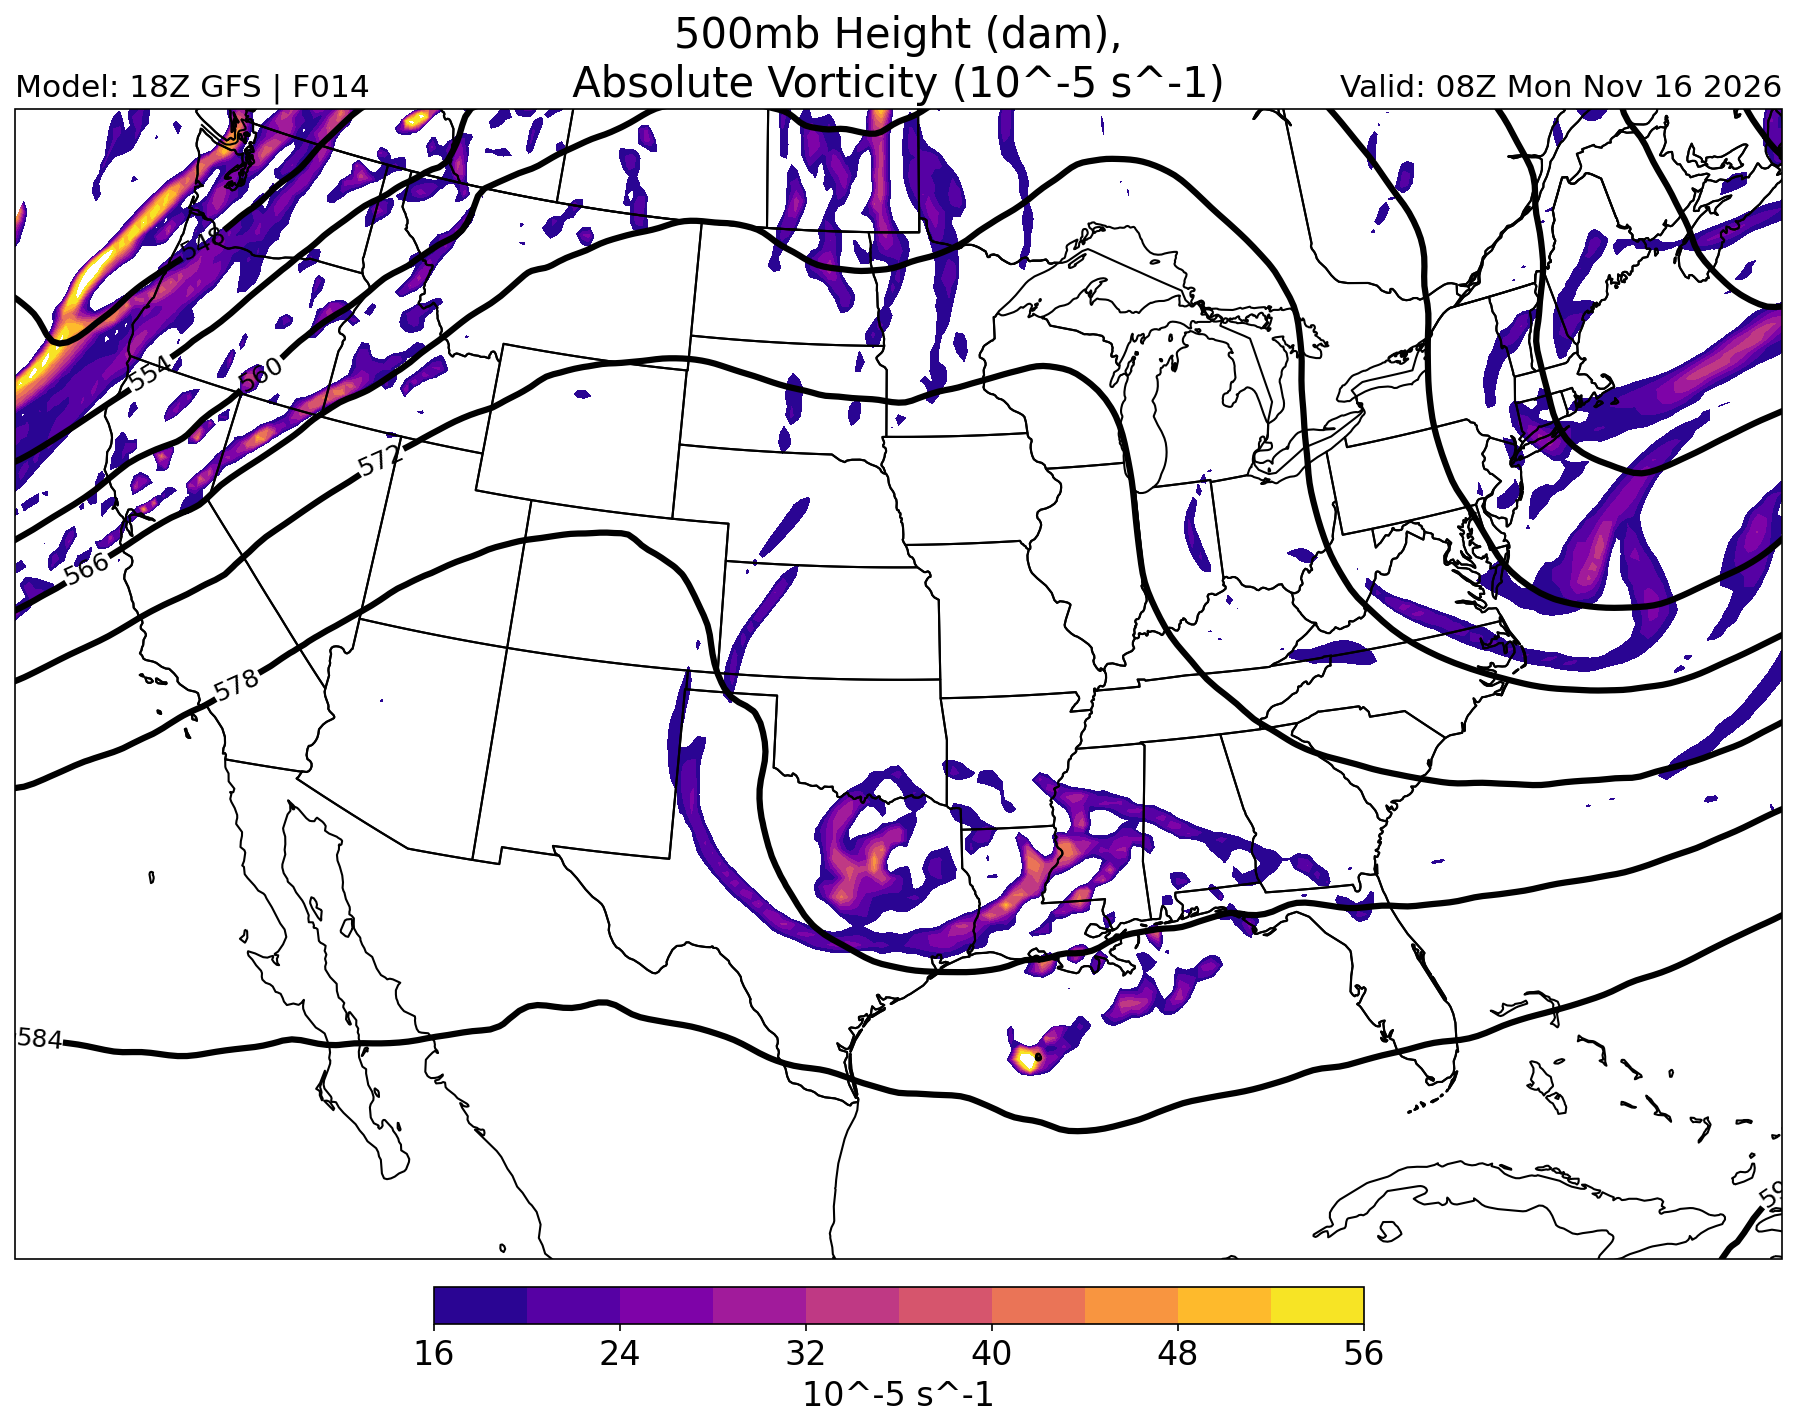 500mb Height (dam),
Absolute Vorticity (10^-5 s^-1)
Model: 18Z GFS | F014
Valid: 08Z Mon Nov 16 2026
548
554
560
572
566
578
584
16 24 32 40 48 56
10^-5 s^-1